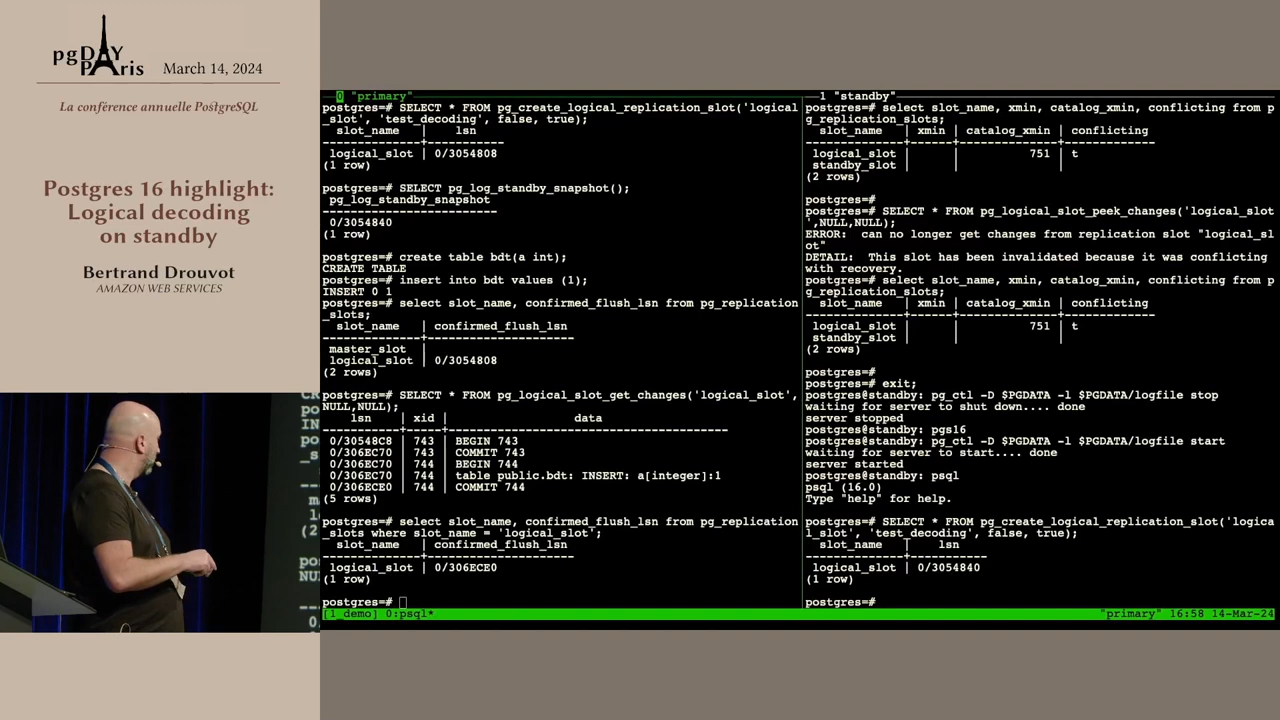 pgDAY
PAris
March 14, 2024
La conférence annuelle PostgreSQL
Postgres 16 highlight:
Logical decoding
on standby
Bertrand Drouvot
AMAZON WEB SERVICES
0 "primary"
postgres=# SELECT * FROM pg_create_logical_replication_slot('logical
_slot', 'test_decoding', false, true);
slot_name | lsn
--------------+-----------
logical_slot | 0/3054808
(1 row)
postgres=# SELECT pg_log_standby_snapshot();
pg_log_standby_snapshot
-------------------------
0/3054840
(1 row)
postgres=# create table bdt(a int);
CREATE TABLE
postgres=# insert into bdt values (1);
INSERT 0 1
postgres=# select slot_name, confirmed_flush_lsn from pg_replication
_slots;
slot_name | confirmed_flush_lsn
--------------+---------------------
master_slot |
logical_slot | 0/3054808
(2 rows)
postgres=# SELECT * FROM pg_logical_slot_get_changes('logical_slot',
NULL,NULL);
lsn | xid | data
-----------+-----+---------------------------------------
0/30548C8 | 743 | BEGIN 743
0/306EC70 | 743 | COMMIT 743
0/306EC70 | 744 | BEGIN 744
0/306EC70 | 744 | table public.bdt: INSERT: a[integer]:1
0/306ECE0 | 744 | COMMIT 744
(5 rows)
postgres=# select slot_name, confirmed_flush_lsn from pg_replication
_slots where slot_name = 'logical_slot';
slot_name | confirmed_flush_lsn
--------------+---------------------
logical_slot | 0/306ECE0
(1 row)
postgres=#
1 "standby"
postgres=# select slot_name, xmin, catalog_xmin, conflicting from p
g_replication_slots;
slot_name | xmin | catalog_xmin | conflicting
--------------+------+--------------+-------------
logical_slot | | 751 | t
standby_slot | | |
(2 rows)
postgres=#
postgres=# SELECT * FROM pg_logical_slot_peek_changes('logical_slot
',NULL,NULL);
ERROR: can no longer get changes from replication slot "logical_sl
ot"
DETAIL: This slot has been invalidated because it was conflicting
with recovery.
postgres=# select slot_name, xmin, catalog_xmin, conflicting from p
g_replication_slots;
slot_name | xmin | catalog_xmin | conflicting
--------------+------+--------------+-------------
logical_slot | | 751 | t
standby_slot | | |
(2 rows)
postgres=#
postgres=# exit;
postgres@standby: pg_ctl -D $PGDATA -l $PGDATA/logfile stop
waiting for server to shut down.... done
server stopped
postgres@standby: pgs16
postgres@standby: pg_ctl -D $PGDATA -l $PGDATA/logfile start
waiting for server to start.... done
server started
postgres@standby: psql
psql (16.0)
Type "help" for help.
postgres=# SELECT * FROM pg_create_logical_replication_slot('logica
l_slot', 'test_decoding', false, true);
slot_name | lsn
--------------+-----------
logical_slot | 0/3054840
(1 row)
postgres=#
[1_demo] 0:psql* "primary" 16:58 14-Mar-24